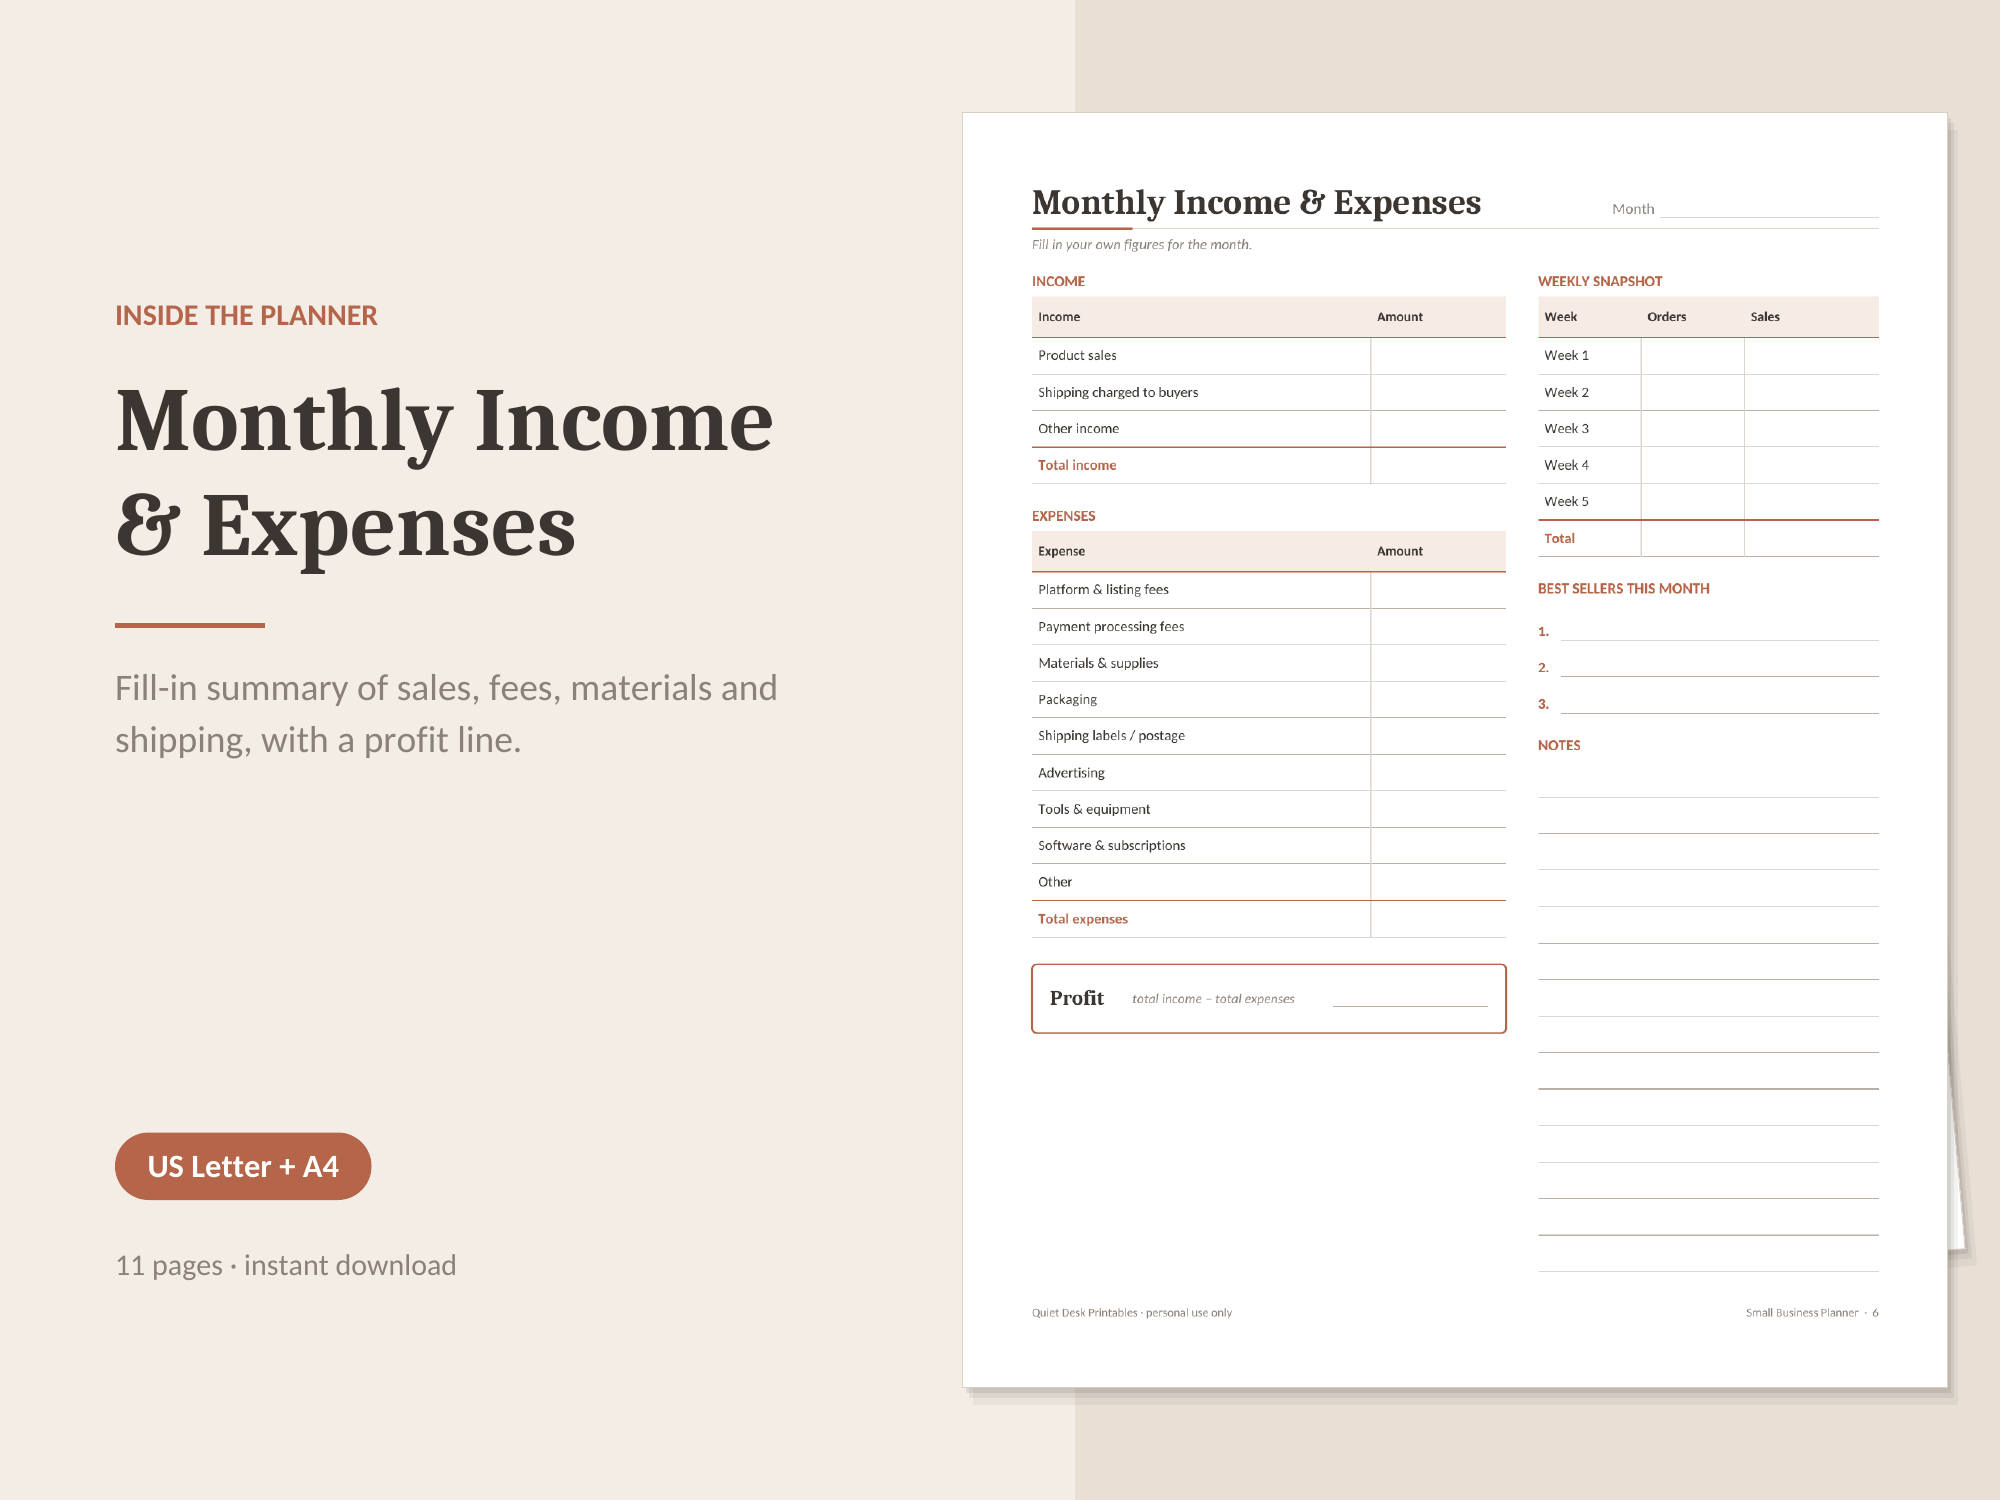 INSIDE THE PLANNER
Monthly Income
& Expenses
Fill-in summary of sales, fees, materials and
shipping, with a profit line.
US Letter + A4
11 pages · instant download
Monthly Income & Expenses
Month
Fill in your own figures for the month.
INCOME
Income Amount
Product sales
Shipping charged to buyers
Other income
Total income
EXPENSES
Expense Amount
Platform & listing fees
Payment processing fees
Materials & supplies
Packaging
Shipping labels / postage
Advertising
Tools & equipment
Software & subscriptions
Other
Total expenses
Profit total income – total expenses
WEEKLY SNAPSHOT
Week Orders Sales
Week 1
Week 2
Week 3
Week 4
Week 5
Total
BEST SELLERS THIS MONTH
1.
2.
3.
NOTES
Quiet Desk Printables · personal use only
Small Business Planner · 6